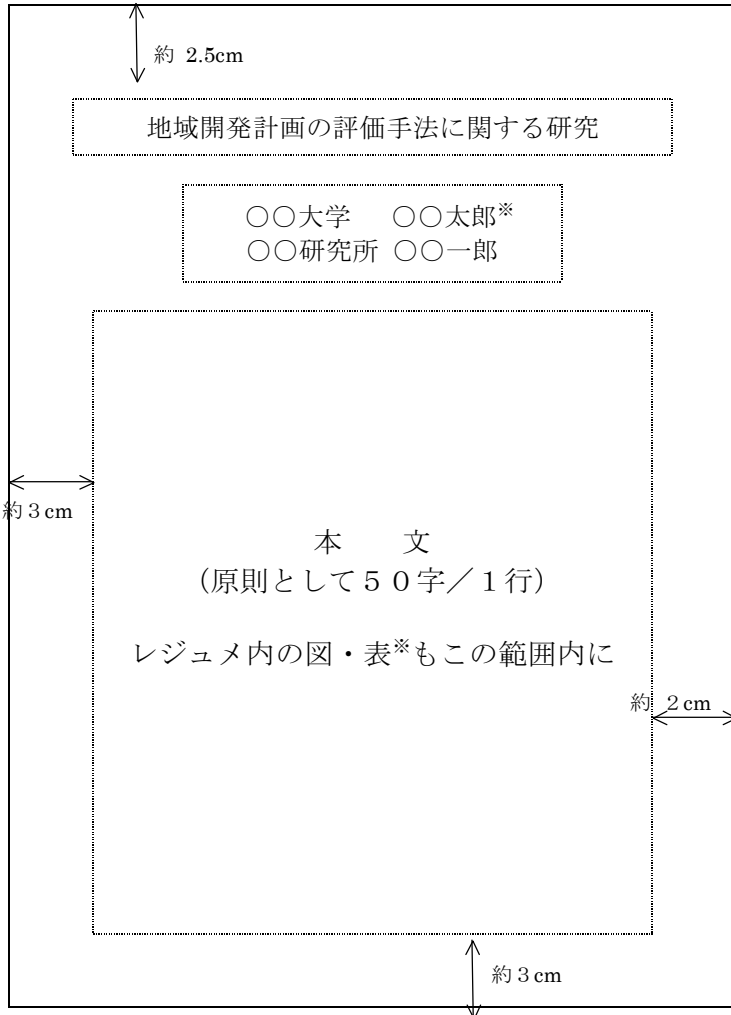 約 2.5cm
地域開発計画の評価手法に関する研究
○○大学　○○太郎※
○○研究所 ○○一郎
約３cm
本　　文
（原則として５０字／１行）
レジュメ内の図・表※もこの範囲内に
約 ２cm
約３cm